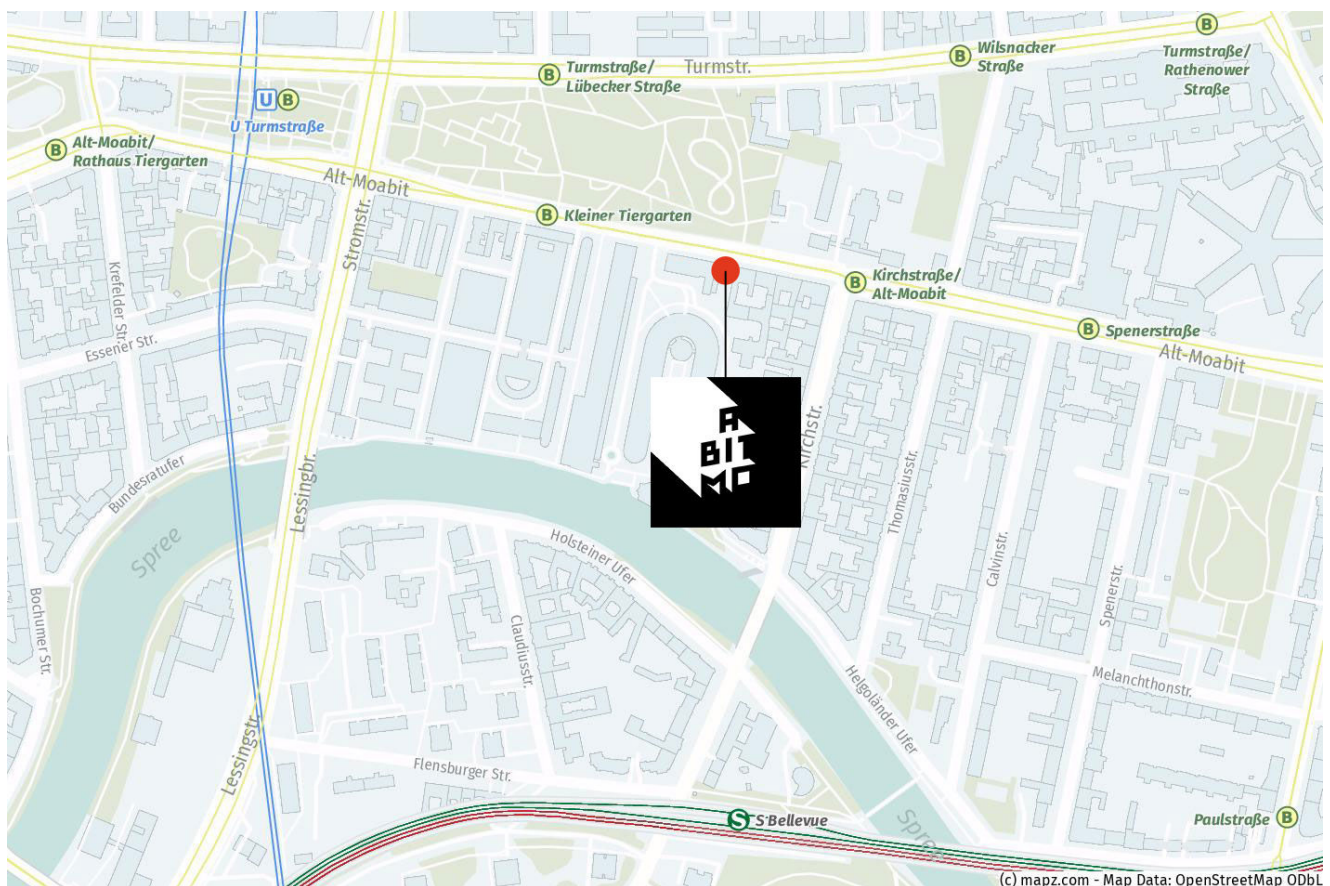 Turmstraße/
Lübecker Straße
Turmstr.
Wilsnacker
Straße
Turmstraße/
Rathenower
Straße
B
B
B
U
B
U Turmstraße
B
Alt-Moabit/
Rathaus Tiergarten
Alt-Moabit
B
Kleiner Tiergarten
Stromstr.
Krefelder Str.
Essener Str.
B
Kirchstraße/
Alt-Moabit
B
Spenerstraße
Alt-Moabit
A
BIT
MO
Kirchstr.
Thomasiusstr.
Calvinstr.
Spenerstr.
Bundesratufer
Lessingbr.
Spree
Holsteiner Ufer
Bochumer Str.
Claudiusstr.
Helgoländer Ufer
Melanchthonstr.
Lessingstr.
Flensburger Str.
S
S Bellevue
Spree
Paulstraße
B
(c) mapz.com - Map Data: OpenStreetMap ODbL